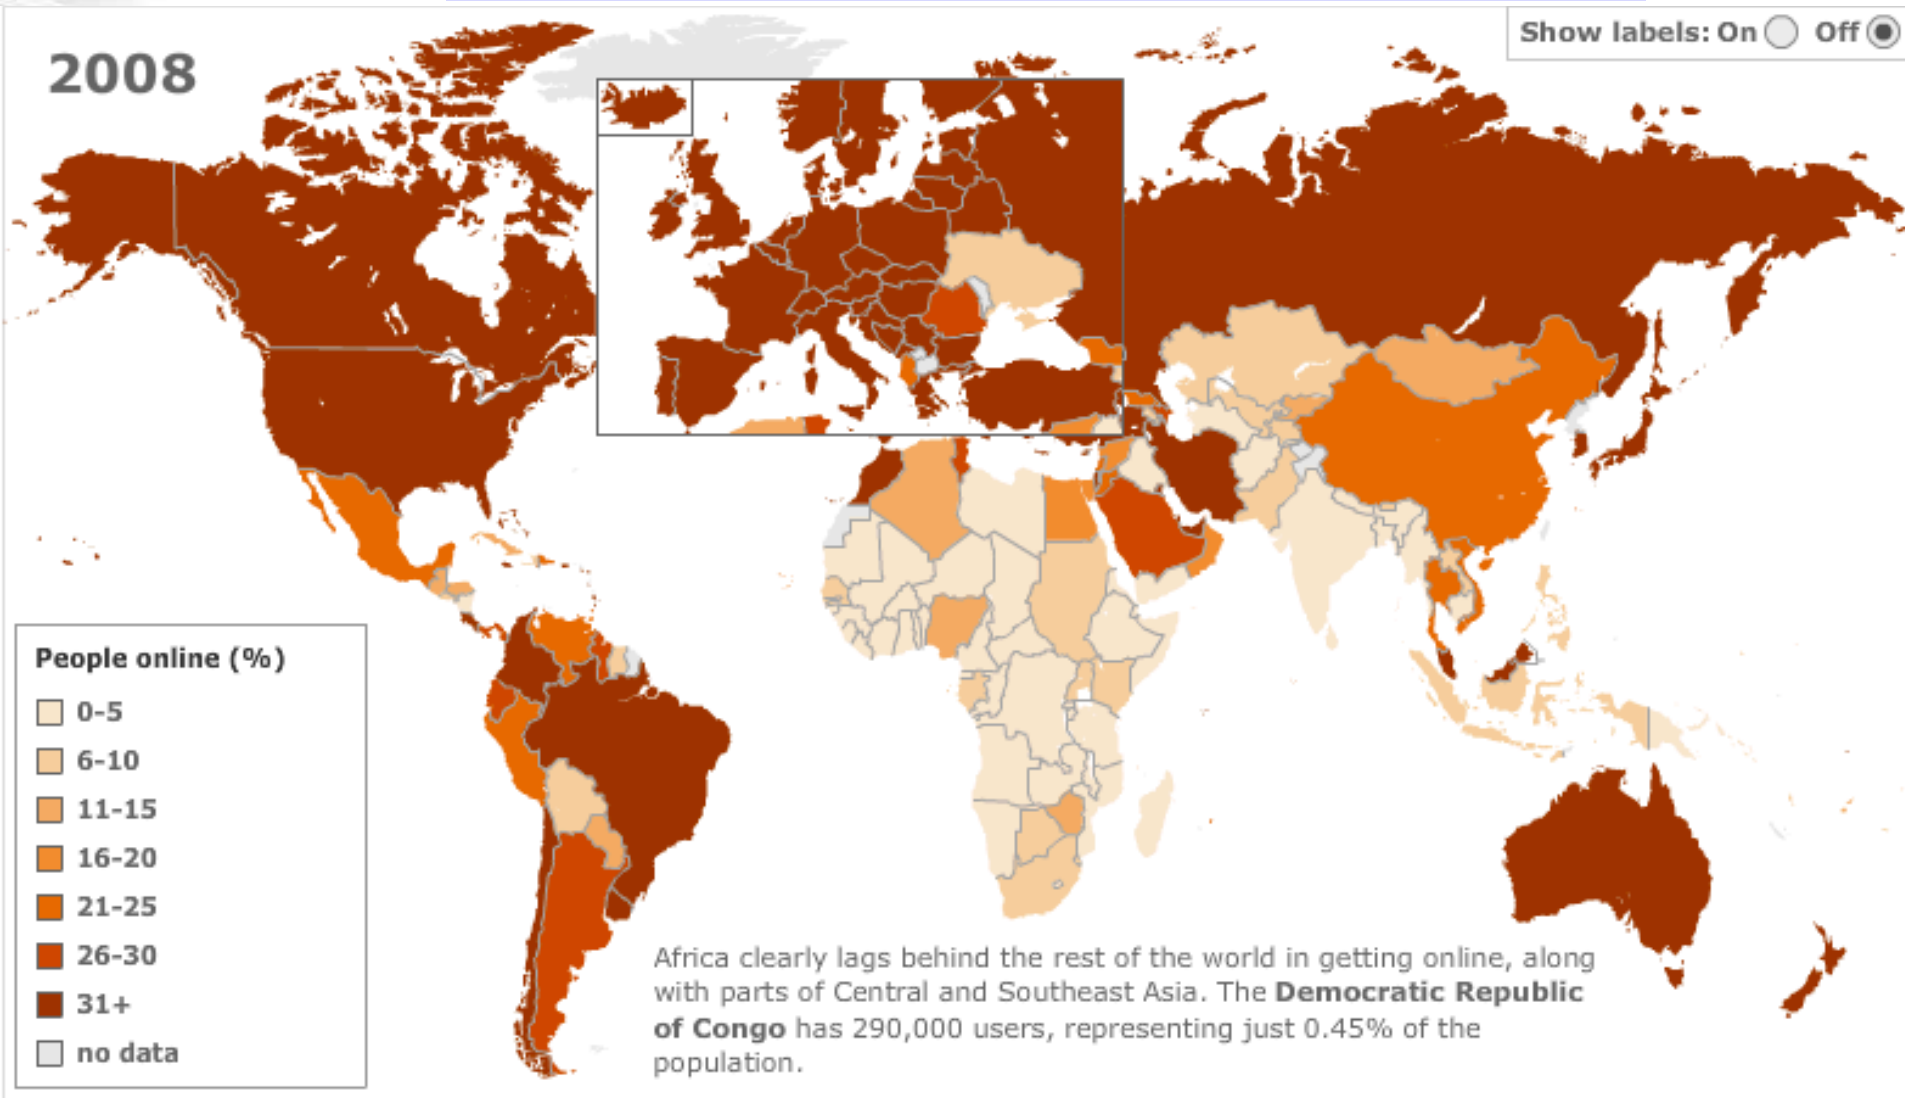 2008
Show labels: On Off
People online (%)
0-5
6-10
11-15
16-20
21-25
26-30
31+
no data
Africa clearly lags behind the rest of the world in getting online, along
with parts of Central and Southeast Asia. The Democratic Republic
of Congo has 290,000 users, representing just 0.45% of the
population.